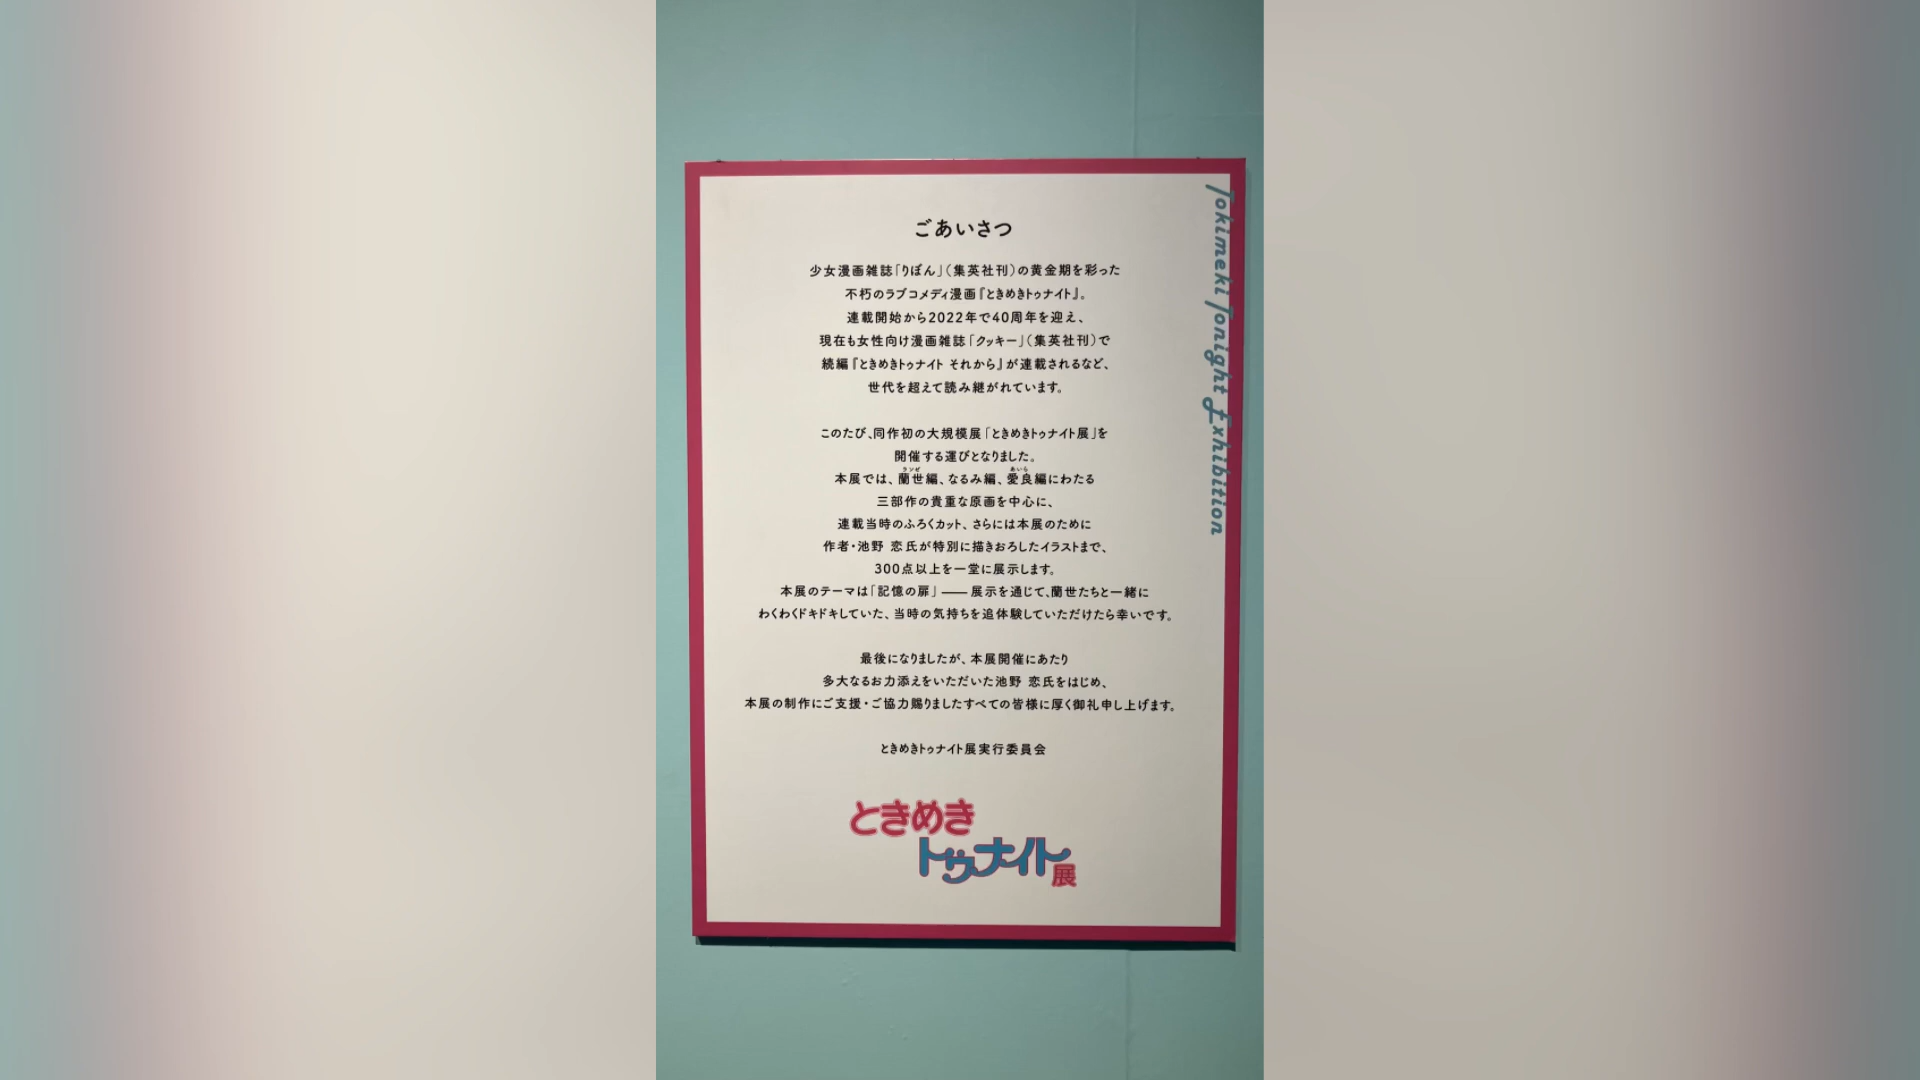 ごあいさつ
少女漫画雑誌「りぼん」（集英社刊）の黄金期を彩った
不朽のラブコメディ漫画『ときめきトゥナイト』。
連載開始から2022年で40周年を迎え、
現在も女性向け漫画雑誌「クッキー」（集英社刊）で
続編『ときめきトゥナイト それから』が連載されるなど、
世代を超えて読み継がれています。
このたび、同作初の大規模展「ときめきトゥナイト展」を
開催する運びとなりました。
ランゼ あいら
本展では、蘭世編、なるみ編、愛良編にわたる
三部作の貴重な原画を中心に、
連載当時のふろくカット、さらには本展のために
作者・池野 恋氏が特別に描きおろしたイラストまで、
300点以上を一堂に展示します。
本展のテーマは「記憶の扉」――展示を通じて、蘭世たちと一緒に
わくわくドキドキしていた、当時の気持ちを追体験していただけたら幸いです。
最後になりましたが、本展開催にあたり
多大なるお力添えをいただいた池野 恋氏をはじめ、
本展の制作にご支援・ご協力賜りましたすべての皆様に厚く御礼申し上げます。
ときめきトゥナイト展実行委員会
ときめき
トゥナイト展
Tokimeki Tonight Exhibition